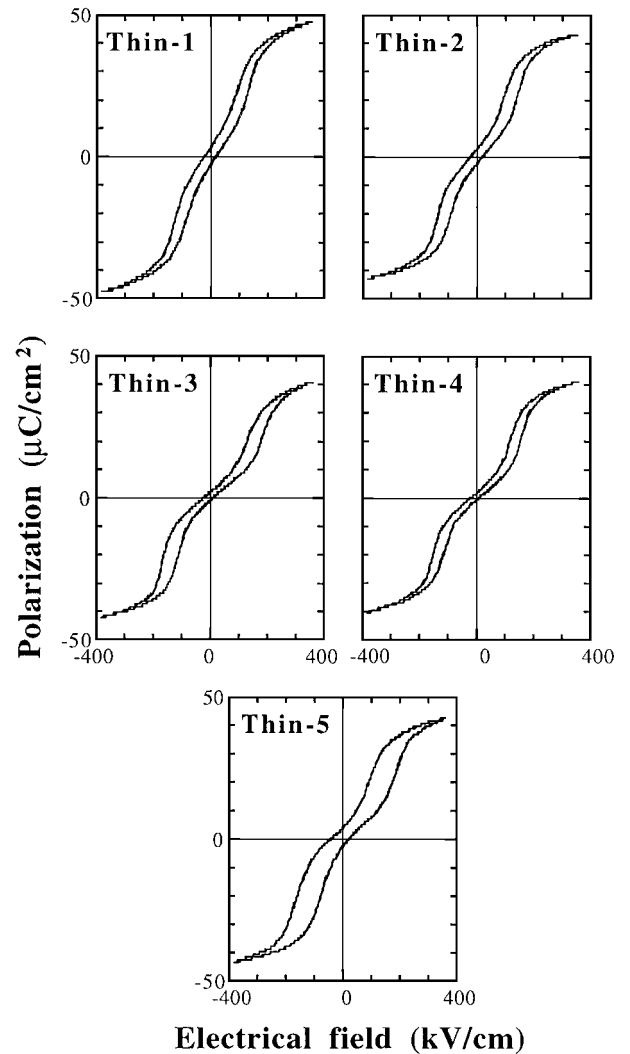 50
Thin-1
Thin-2
0
-50
50
Thin-3
Thin-4
0
-50
-400
0
400
-400
0
400
Polarization (μC/cm²)
50
Thin-5
0
-50
-400
0
400
Electrical field (kV/cm)